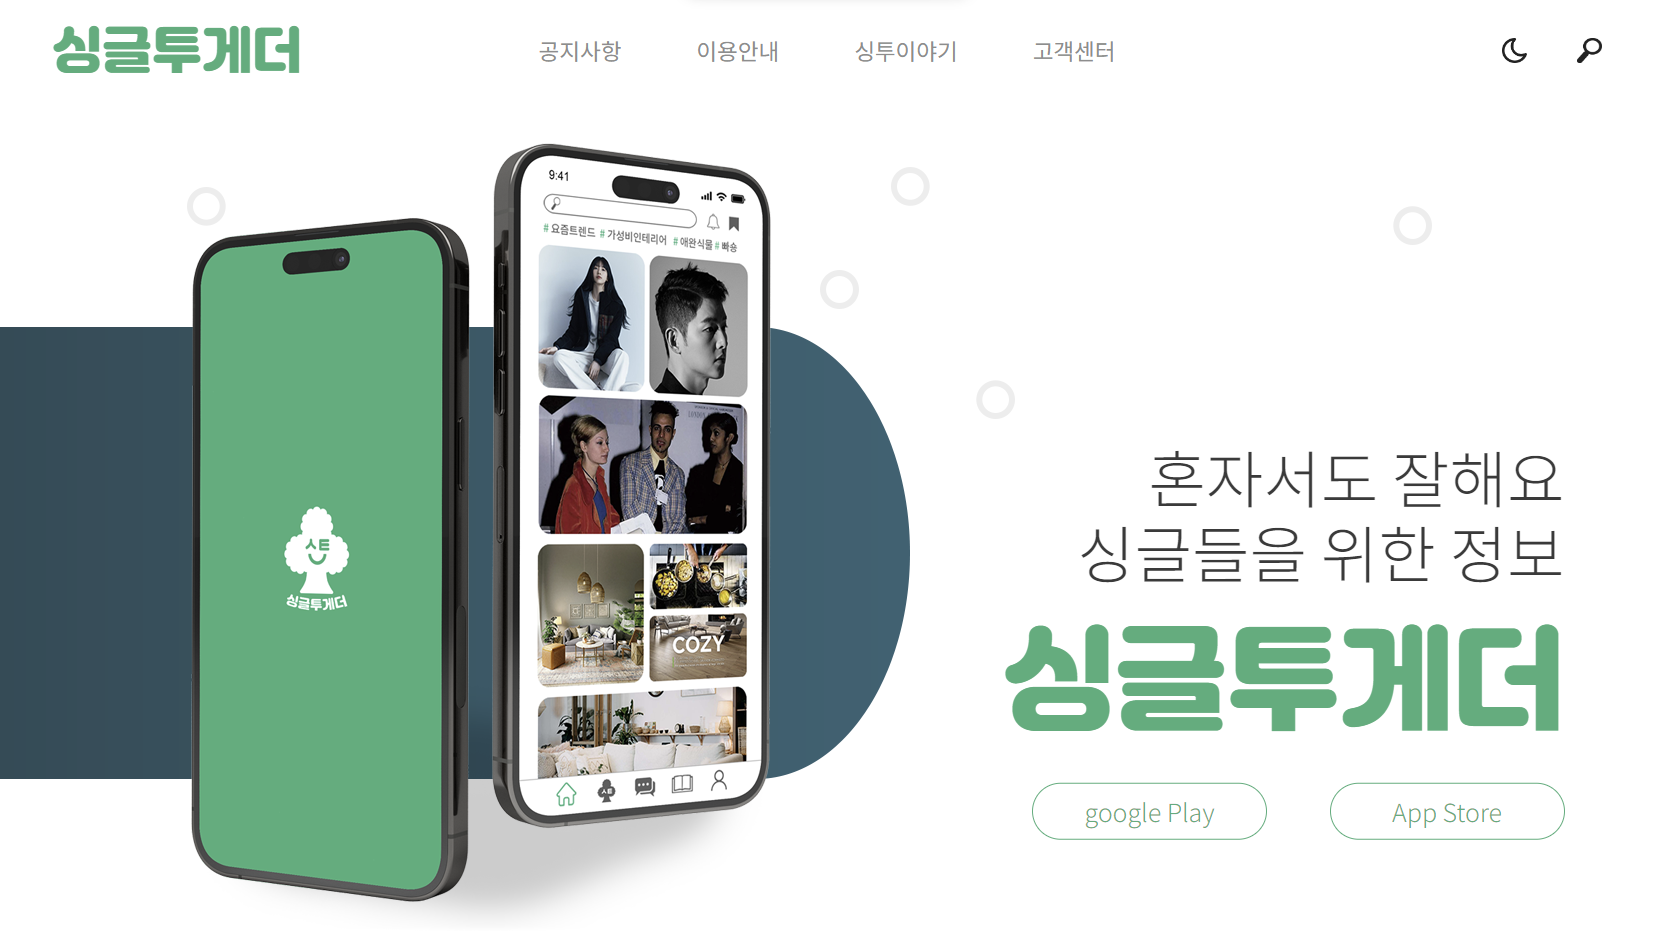 싱글투게더
공지사항 이용안내 싱투이야기 고객센터
9:41
# 요즘트렌드 # 가성비인테리어 # 애완식물 # 빠숑
LONDON
COZY
싱투
싱글투게더
혼자서도 잘해요
싱글들을 위한 정보
싱글투게더
google Play App Store